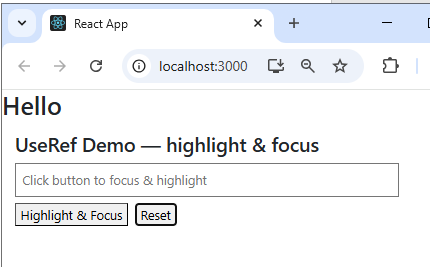 React App
localhost:3000
Hello
UseRef Demo — highlight & focus
Click button to focus & highlight
Highlight & Focus Reset